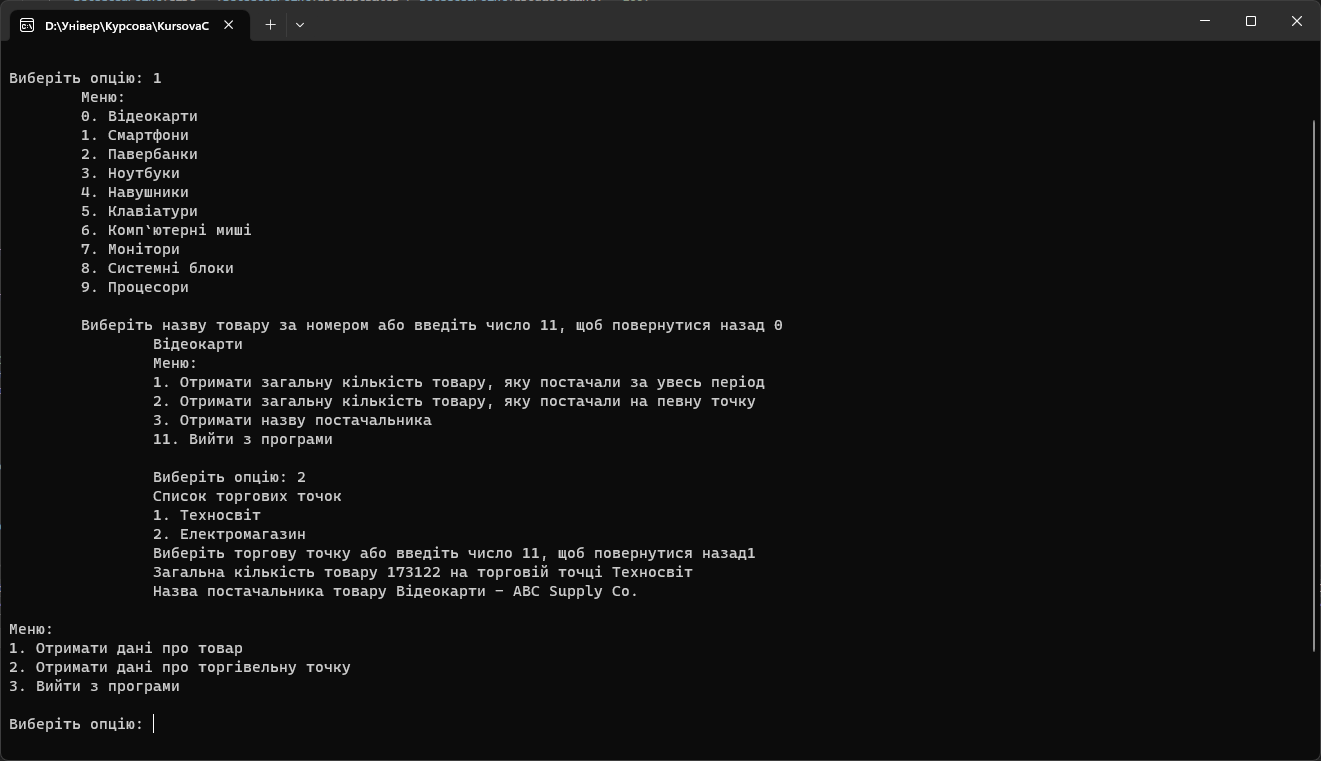 D:\Універ\Курсова\KursovaC
Виберіть опцію: 1
Меню:
0. Відеокарти
1. Смартфони
2. Павербанки
3. Ноутбуки
4. Навушники
5. Клавіатури
6. Комп`ютерні миші
7. Монітори
8. Системні блоки
9. Процесори
Виберіть назву товару за номером або введіть число 11, щоб повернутися назад 0
Відеокарти
Меню:
1. Отримати загальну кількість товару, яку постачали за увесь період
2. Отримати загальну кількість товару, яку постачали на певну точку
3. Отримати назву постачальника
11. Вийти з програми
Виберіть опцію: 2
Список торгових точок
1. Техносвіт
2. Електромагазин
Виберіть торгову точку або введіть число 11, щоб повернутися назад1
Загальна кількість товару 173122 на торговій точці Техносвіт
Назва постачальника товару Відеокарти - ABC Supply Co.
Меню:
1. Отримати дані про товар
2. Отримати дані про торгівельну точку
3. Вийти з програми
Виберіть опцію: